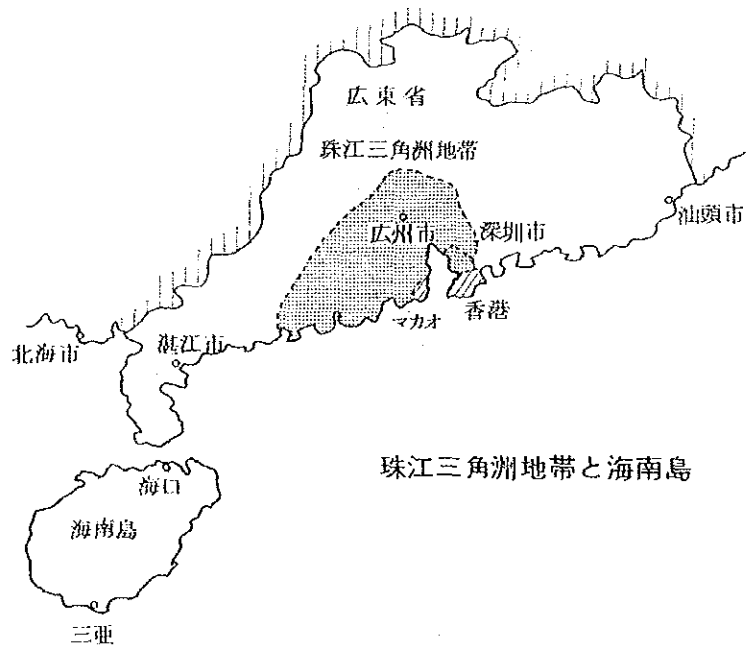 広東省
珠江三角洲地帯
汕頭市
広州市
深圳市
香港
マカオ
北海市
湛江市
珠江三角洲地帯と海南島
海口
海南島
三亜